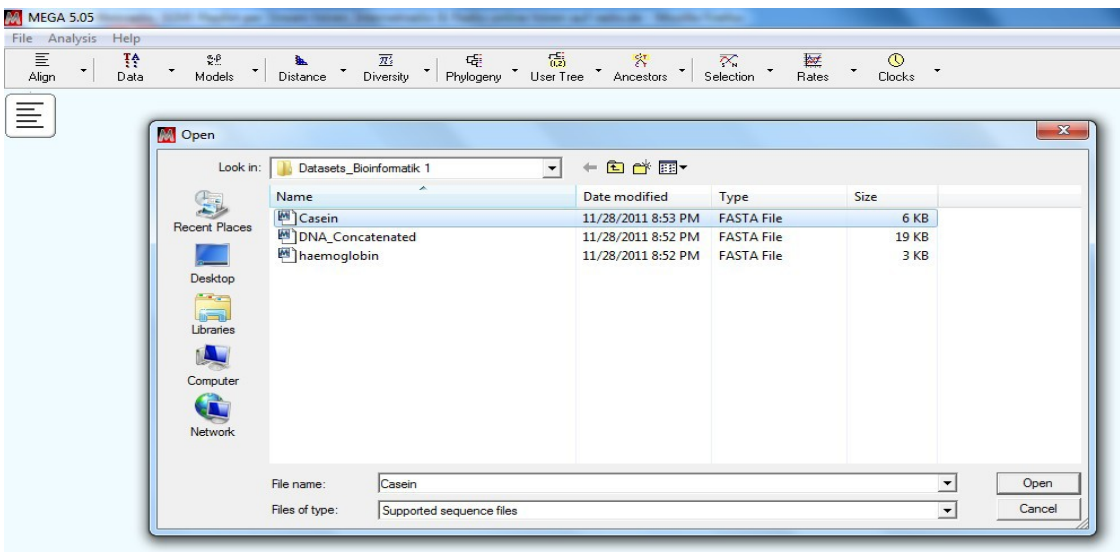 MEGA 5.05
File Analysis Help
Align Data Models Distance Diversity Phylogeny User Tree Ancestors Selection Rates Clocks
Open
Look in: Datasets_Bioinformatik 1
Name Date modified Type Size
Casein 11/28/2011 8:53 PM FASTA File 6 KB
DNA_Concatenated 11/28/2011 8:52 PM FASTA File 19 KB
haemoglobin 11/28/2011 8:52 PM FASTA File 3 KB
Recent Places
Desktop
Libraries
Computer
Network
File name: Casein Open
Files of type: Supported sequence files Cancel